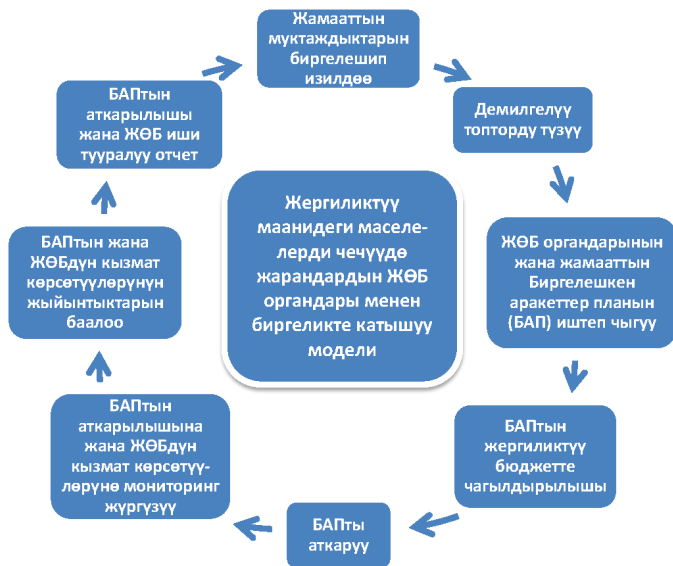 Жамааттын
муктаждыктарын
биргелешип
изилдөө
Демилгелүү
топторду түзүү
ЖӨБ органдарынын
жана жамааттын
Биргелешкен
аракеттер планын
(БАП) иштеп чыгуу
БАПтын
жергиликтүү
бюджетте
чагылдырылышы
БАПты
аткаруу
БАПтын
аткарылышына
жана ЖӨБдүн
кызмат көрсөтүү-
лөрүнө мониторинг
жүргүзүү
БАПтын жана
ЖӨБдүн кызмат
көрсөтүүлөрүнүн
жыйынтыктарын
баалоо
БАПтын
аткарылышы
жана ЖӨБ иши
тууралуу отчет
Жергиликтүү
маанидеги маселе-
лерди чечүүдө
жарандардын ЖӨБ
органдары менен
биргеликте катышуу
модели